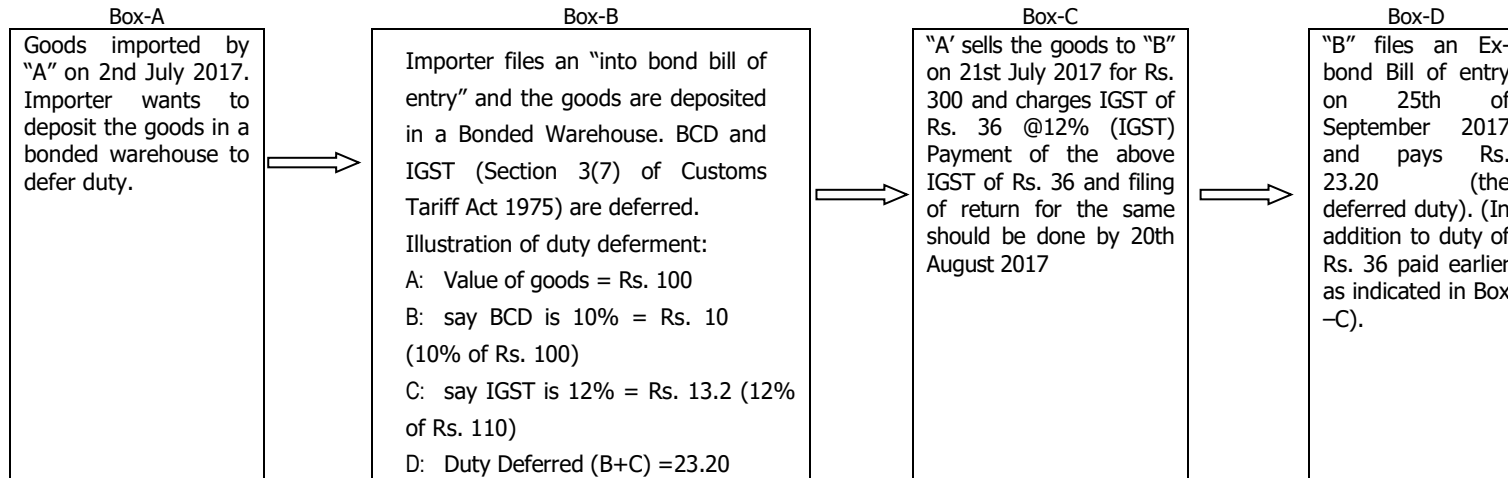 Box-A
Goods imported by
“A” on 2nd July 2017.
Importer wants to
deposit the goods in a
bonded warehouse to
defer duty.
Box-B
Importer files an “into bond bill of
entry” and the goods are deposited
in a Bonded Warehouse. BCD and
IGST (Section 3(7) of Customs
Tariff Act 1975) are deferred.
Illustration of duty deferment:
A: Value of goods = Rs. 100
B: say BCD is 10% = Rs. 10
(10% of Rs. 100)
C: say IGST is 12% = Rs. 13.2 (12%
of Rs. 110)
D: Duty Deferred (B+C) =23.20
Box-C
“A’ sells the goods to “B”
on 21st July 2017 for Rs.
300 and charges IGST of
Rs. 36 @12% (IGST)
Payment of the above
IGST of Rs. 36 and filing
of return for the same
should be done by 20th
August 2017
Box-D
“B” files an Ex-
bond Bill of entry
on 25th of
September 2017
and pays Rs.
23.20 (the
deferred duty). (In
addition to duty of
Rs. 36 paid earlier
as indicated in Box
–C).